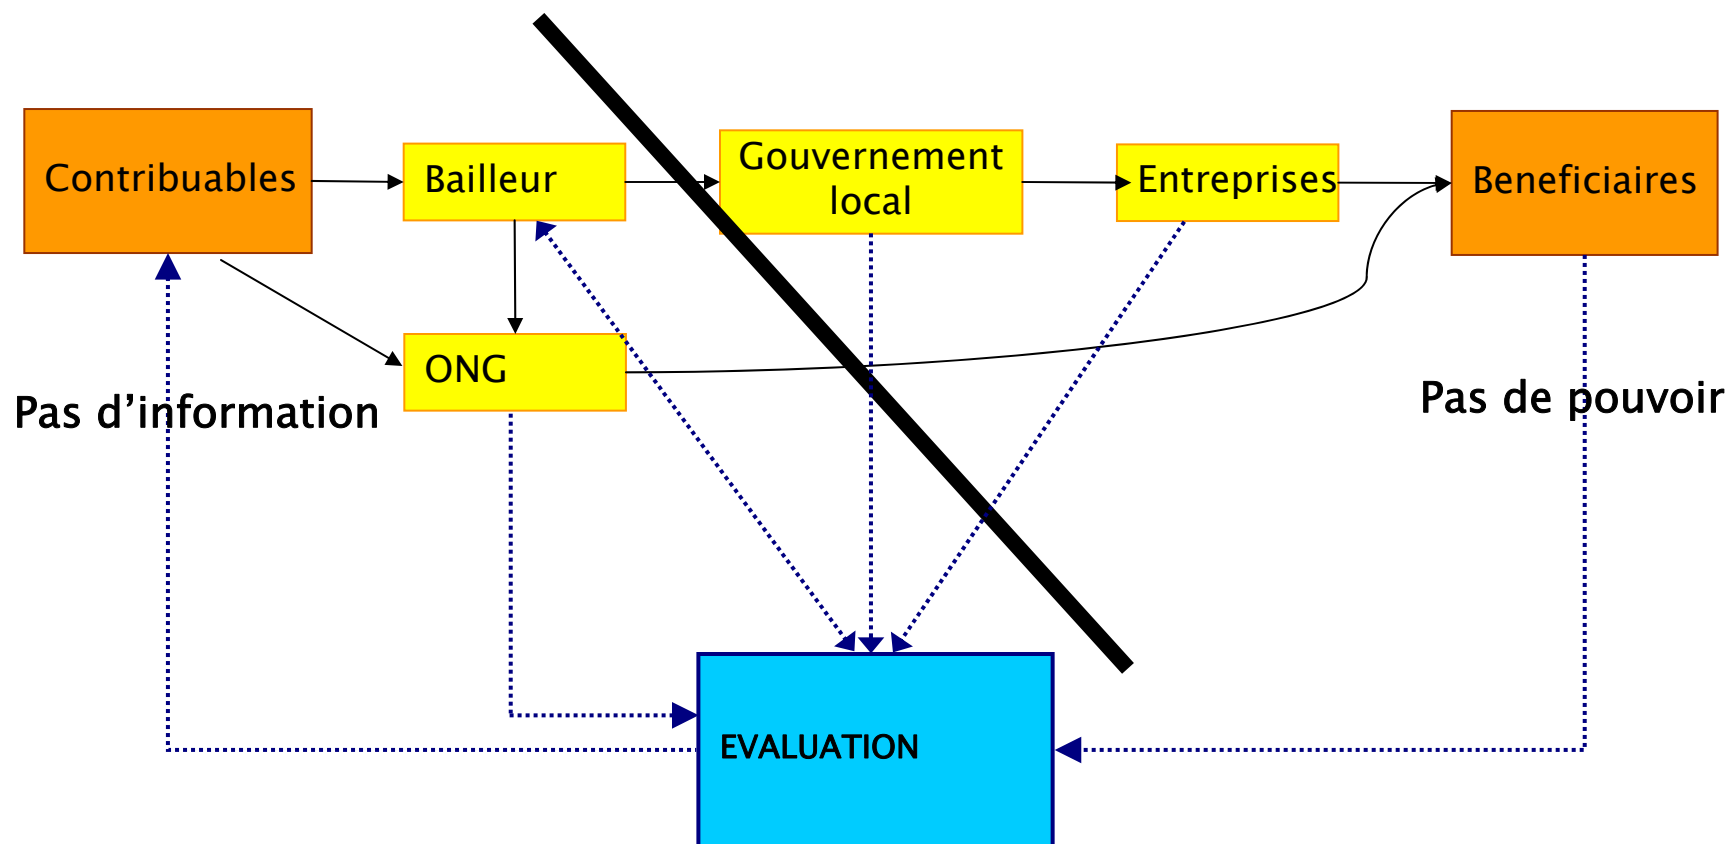 Contribuables
Bailleur
Gouvernement
local
Entreprises
Beneficiaires
ONG
Pas d’information
Pas de pouvoir
EVALUATION